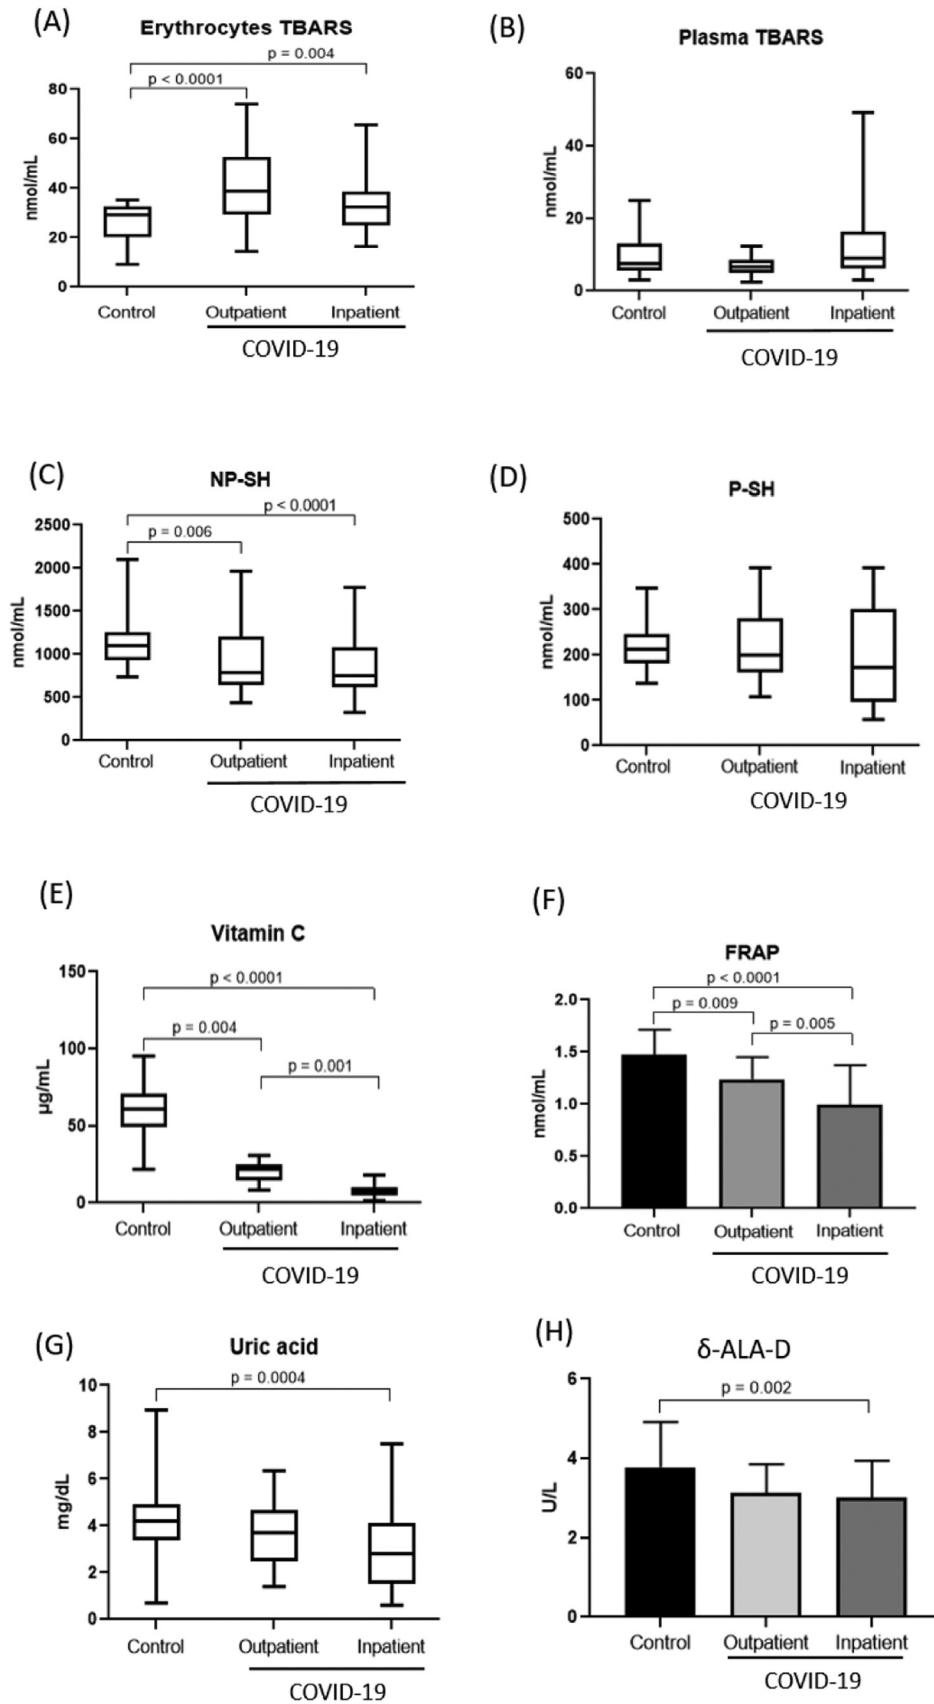 (A)
Erythrocytes TBARS
p = 0.004
p < 0.0001
80
60
40
20
0
nmol/mL
Control
Outpatient
Inpatient
COVID-19
(B)
Plasma TBARS
60
40
20
0
nmol/mL
Control
Outpatient
Inpatient
COVID-19
(C)
NP-SH
p < 0.0001
p = 0.006
2500
2000
1500
1000
500
0
nmol/mL
Control
Outpatient
Inpatient
COVID-19
(D)
P-SH
500
400
300
200
100
0
nmol/mL
Control
Outpatient
Inpatient
COVID-19
(E)
Vitamin C
150
100
50
0
µg/mL
p < 0.0001
p = 0.004
p = 0.001
Control
Outpatient
Inpatient
COVID-19
(F)
FRAP
p < 0.0001
p = 0.009
p = 0.005
2.0
1.5
1.0
0.5
0.0
nmol/mL
Control
Outpatient
Inpatient
COVID-19
(G)
Uric acid
p = 0.0004
10
8
6
4
2
0
mg/dL
Control
Outpatient
Inpatient
COVID-19
(H)
δ-ALA-D
p = 0.002
6
4
2
0
U/L
Control
Outpatient
Inpatient
COVID-19